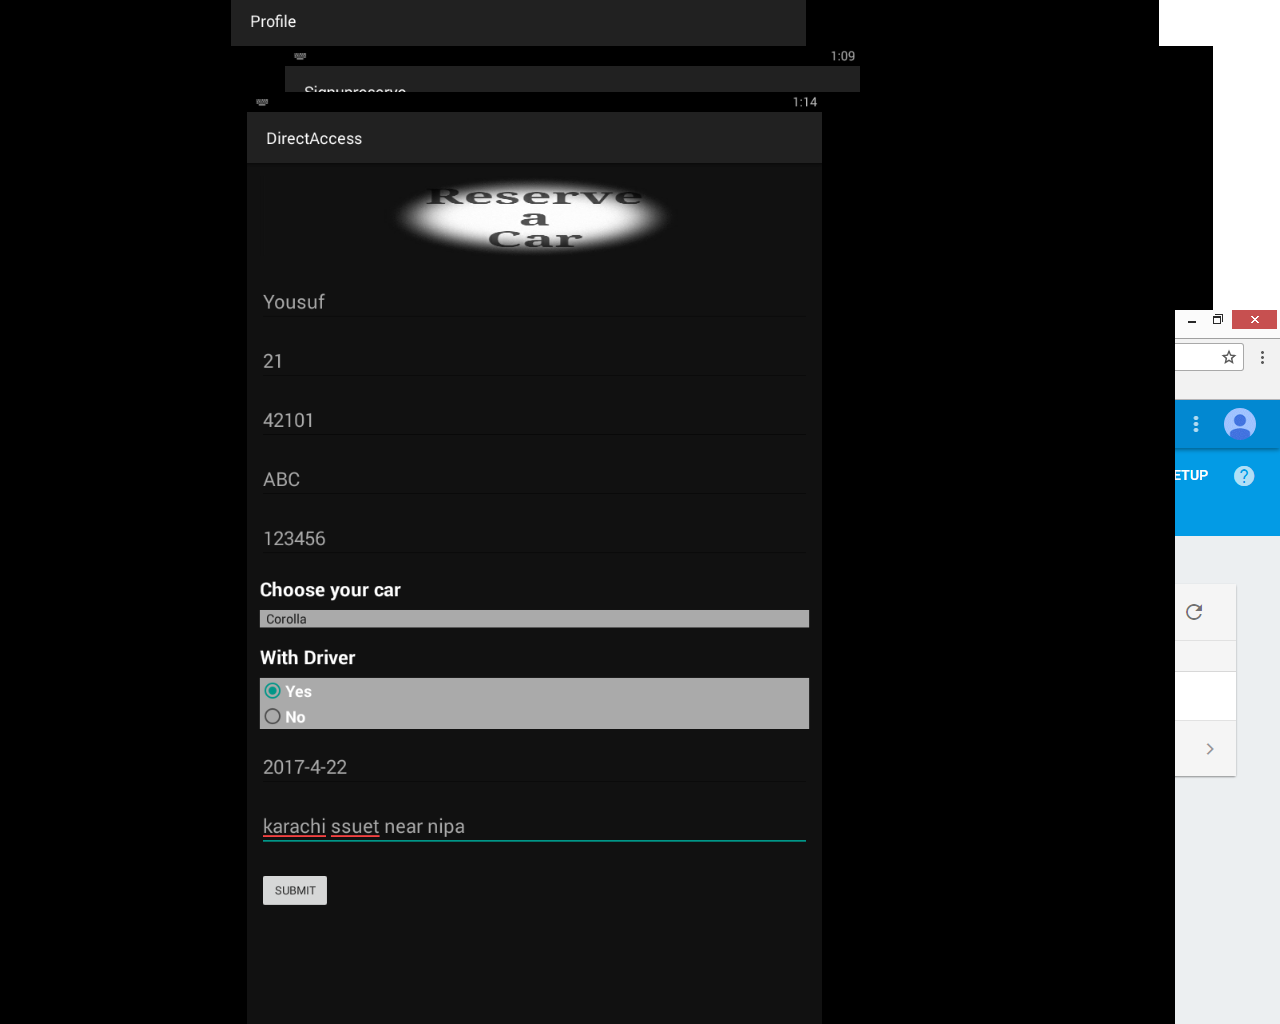 Profile
1:09
Signupreserve
1:14
DirectAccess
Reserve
a
Car
Yousuf
21
42101
ABC
123456
Choose your car
Corolla
With Driver
Yes
No
2017-4-22
karachi ssuet near nipa
SUBMIT
ETUP
?